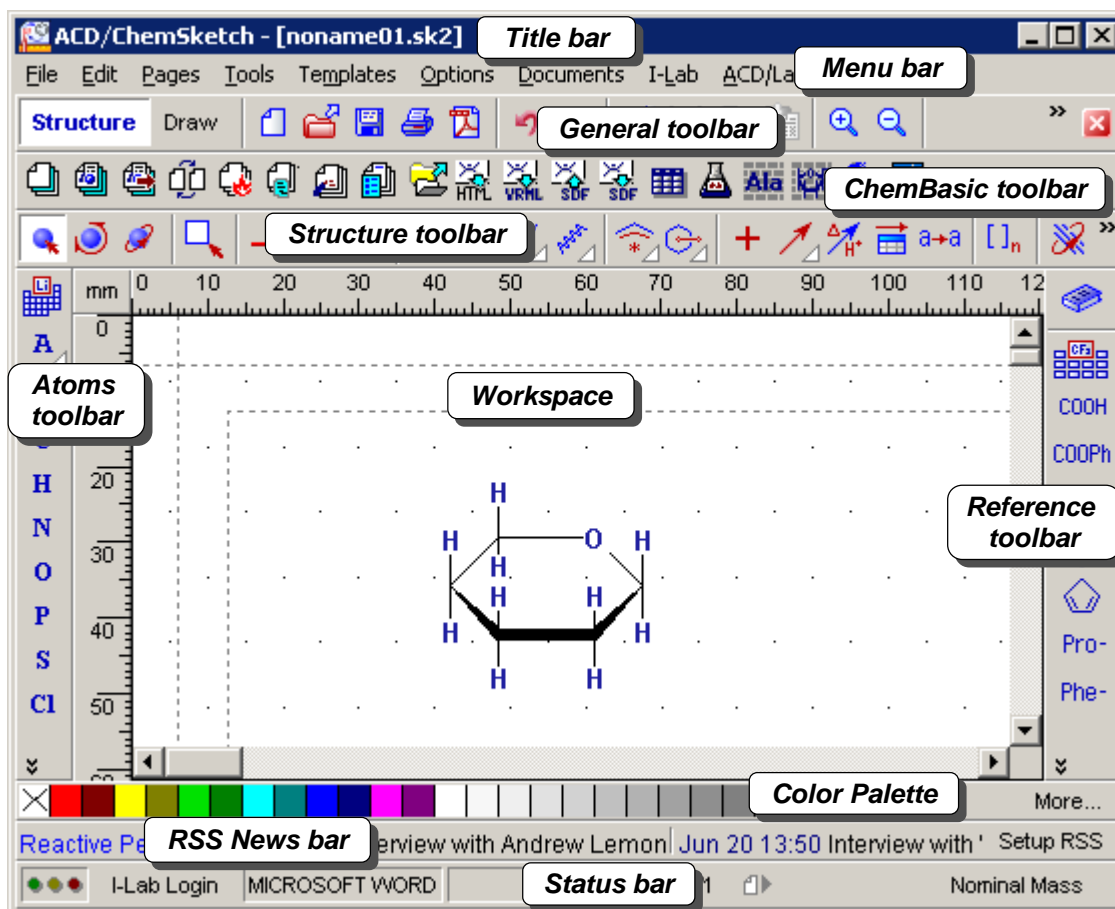 ACD/ChemSketch - [noname01.sk2]
Title bar
File Edit Pages Tools Templates Options Documents I-Lab ACD/La
Menu bar
Structure Draw
General toolbar
HTML VRML SDF SDF Ala
ChemBasic toolbar
Structure toolbar
* Δ H+ a→a [ ]n
Li mm 0 10 20 30 40 50 60 70 80 90 100 110 12
0
A
CF3
Atoms toolbar
Workspace
COOH
COOPh
H 20
H
Reference toolbar
N
H O H
30
H
H H
O
P 40
H H
Pro-
S
H H
Phe-
Cl 50
Color Palette
More...
Reactive Pe
RSS News bar
erview with Andrew Lemon Jun 20 13:50 Interview with ' Setup RSS
I-Lab Login MICROSOFT WORD
Status bar
Nominal Mass